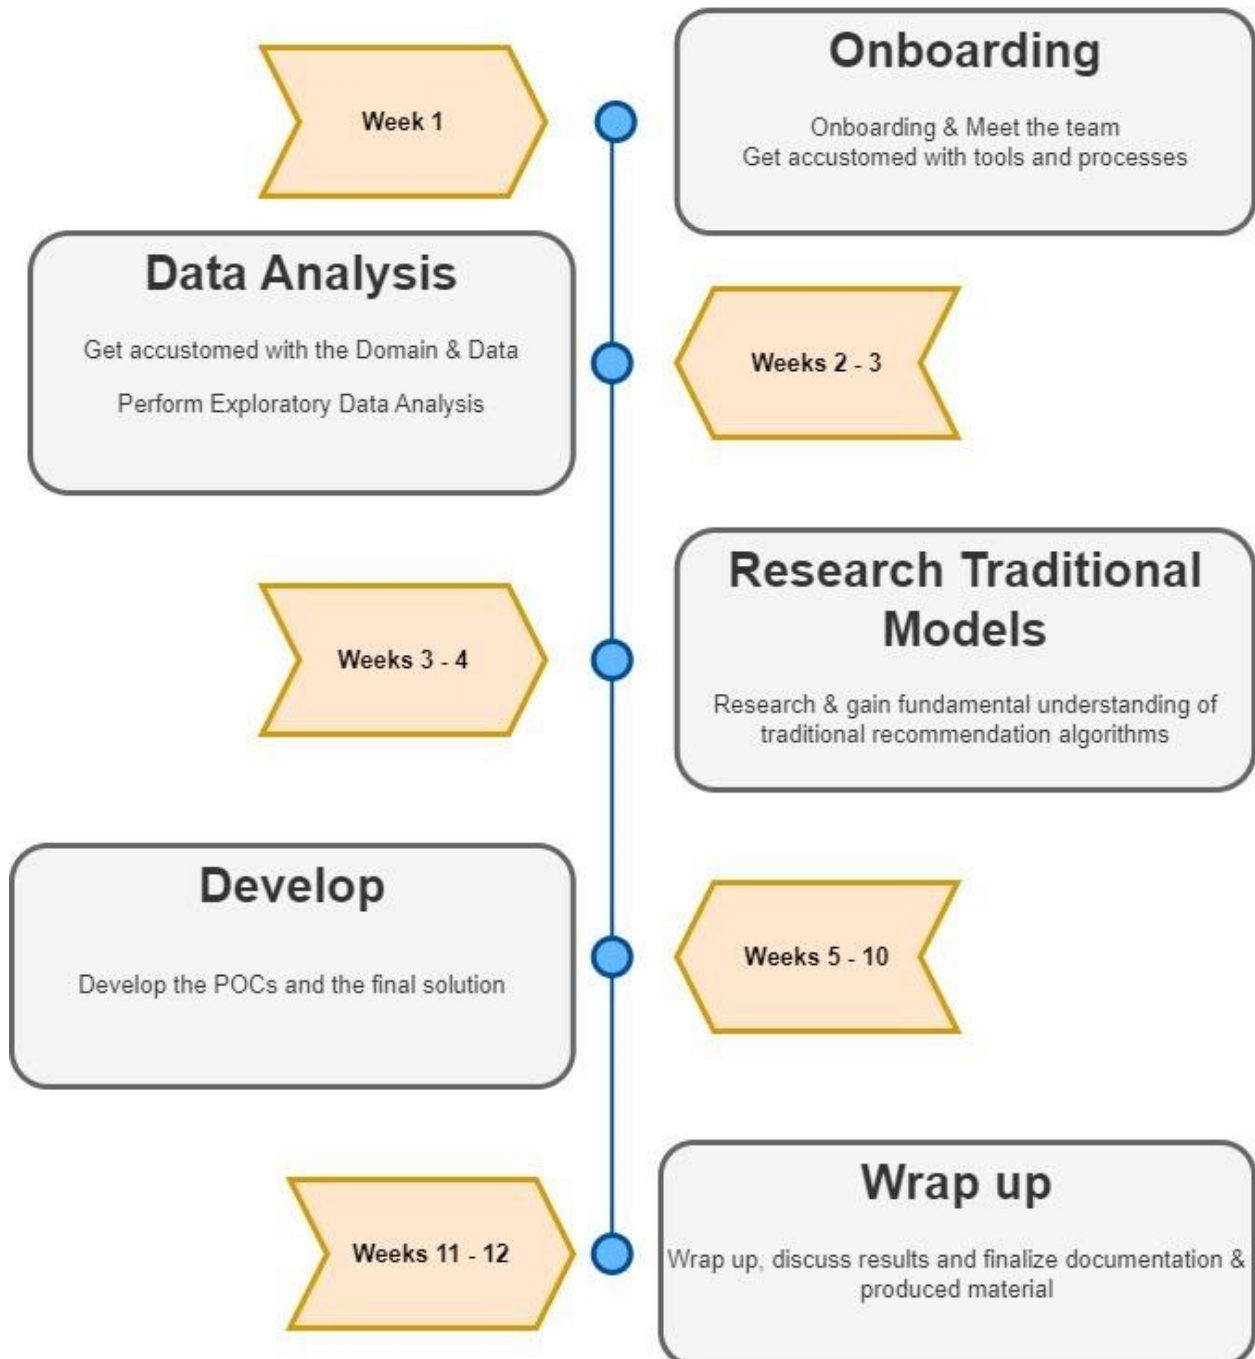 Week 1
Onboarding
Onboarding & Meet the team
Get accustomed with tools and processes
Data Analysis
Get accustomed with the Domain & Data
Perform Exploratory Data Analysis
Weeks 2 - 3
Weeks 3 - 4
Research Traditional
Models
Research & gain fundamental understanding of
traditional recommendation algorithms
Develop
Develop the POCs and the final solution
Weeks 5 - 10
Weeks 11 - 12
Wrap up
Wrap up, discuss results and finalize documentation &
produced material